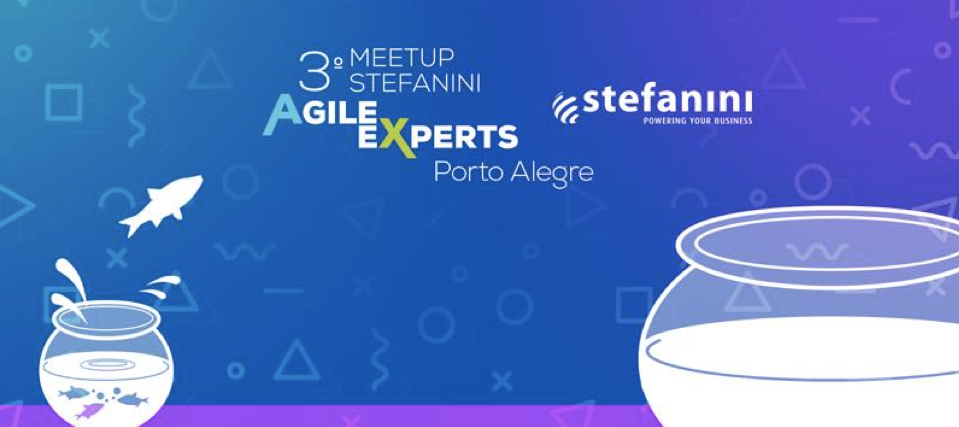 3º MEETUP
STEFANINI
AGILE
EXPERTS
Porto Alegre
stefanini
POWERING YOUR BUSINESS